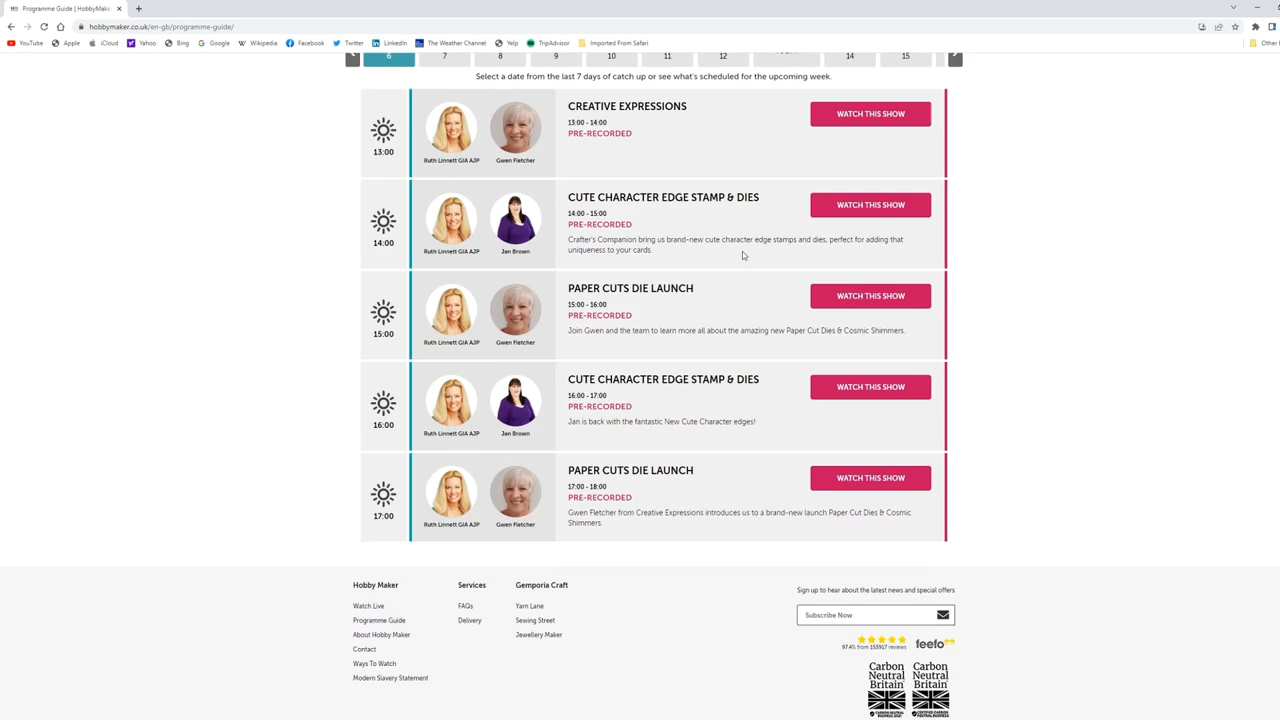 Programme Guide | HobbyMaker
hobbymaker.co.uk/en-gb/programme-guide/
YouTube Apple iCloud Yahoo Bing Google Wikipedia Facebook Twitter LinkedIn The Weather Channel Yelp TripAdvisor Imported From Safari Other
6 7 8 9 10 11 12 14 15
Select a date from the last 7 days of catch up or see what's scheduled for the upcoming week.
13:00
Ruth Linnett GIA AJP Gwen Fletcher
CREATIVE EXPRESSIONS
13:00 - 14:00
PRE-RECORDED
WATCH THIS SHOW
14:00
Ruth Linnett GIA AJP Jan Brown
CUTE CHARACTER EDGE STAMP & DIES
14:00 - 15:00
PRE-RECORDED
Crafter's Companion bring us brand-new cute character edge stamps and dies, perfect for adding that
uniqueness to your cards.
WATCH THIS SHOW
15:00
Ruth Linnett GIA AJP Gwen Fletcher
PAPER CUTS DIE LAUNCH
15:00 - 16:00
PRE-RECORDED
Join Gwen and the team to learn more all about the amazing new Paper Cut Dies & Cosmic Shimmers.
WATCH THIS SHOW
16:00
Ruth Linnett GIA AJP Jan Brown
CUTE CHARACTER EDGE STAMP & DIES
16:00 - 17:00
PRE-RECORDED
Jan is back with the fantastic New Cute Character edges!
WATCH THIS SHOW
17:00
Ruth Linnett GIA AJP Gwen Fletcher
PAPER CUTS DIE LAUNCH
17:00 - 18:00
PRE-RECORDED
Gwen Fletcher from Creative Expressions introduces us to a brand-new launch Paper Cut Dies & Cosmic
Shimmers.
WATCH THIS SHOW
Hobby Maker
Watch Live
Programme Guide
About Hobby Maker
Contact
Ways To Watch
Modern Slavery Statement
Services
FAQs
Delivery
Gemporia Craft
Yarn Lane
Sewing Street
Jewellery Maker
Sign up to hear about the latest news and special offers
Subscribe Now
97.4% from 153917 reviews
feefo
Carbon
Neutral
Britain
Carbon
Neutral
Britain